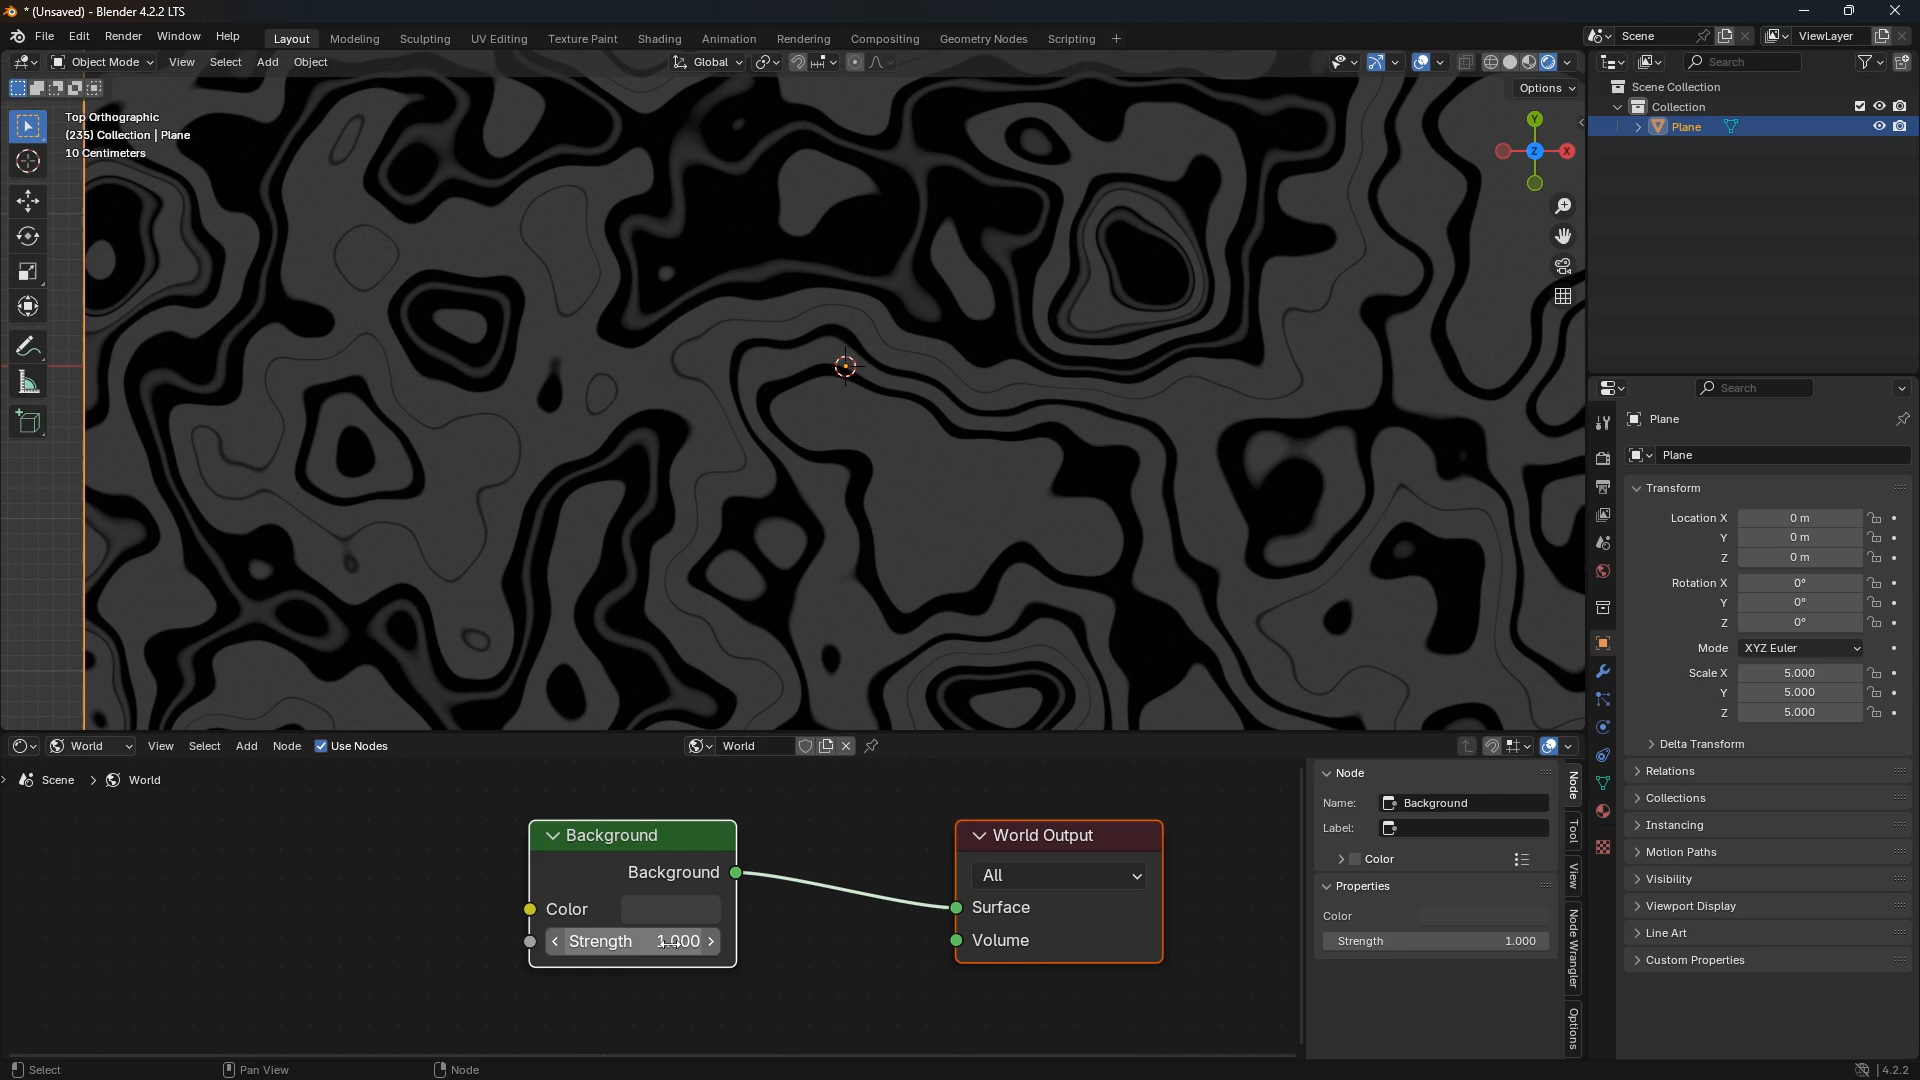 * (Unsaved) - Blender 4.2.2 LTS
File Edit Render Window Help Layout Modeling Sculpting UV Editing Texture Paint Shading Animation Rendering Compositing Geometry Nodes Scripting + Scene ViewLayer
Object Mode View Select Add Object Global Search
Options
Top Orthographic
(235) Collection | Plane
10 Centimeters
Y
Z X
Scene Collection
Collection
Plane
Search
Plane
Plane
Transform
Location X 0 m
Y 0 m
Z 0 m
Rotation X 0°
Y 0°
Z 0°
Mode XYZ Euler
Scale X 5.000
Y 5.000
Z 5.000
Delta Transform
Relations
Collections
Instancing
Motion Paths
Visibility
Viewport Display
Line Art
Custom Properties
World View Select Add Node Use Nodes World
Scene > World
Background
Background
Color
Strength 1.000
World Output
All
Surface
Volume
Node
Name: Background
Label:
Color
Properties
Color
Strength 1.000
Node
Tool
View
Node Wrangler
Options
Select Pan View Node 4.2.2